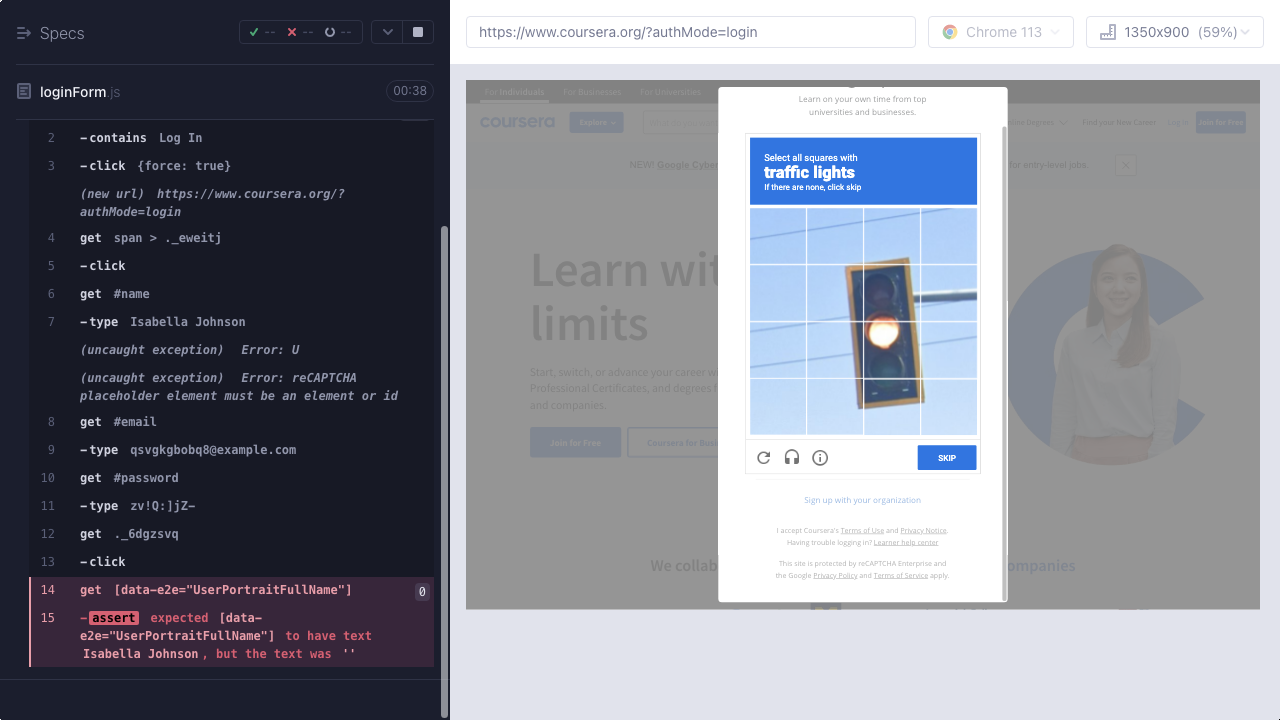 Specs
--
--
--
loginForm.js
00:38
2 -contains Log In
3 -click {force: true}
(new url) https://www.coursera.org/?
authMode=login
4 get span > ._eweitj
5 -click
6 get #name
7 -type Isabella Johnson
(uncaught exception) Error: U
(uncaught exception) Error: reCAPTCHA
placeholder element must be an element or id
8 get #email
9 -type qsvgkgbobq8@example.com
10 get #password
11 -type zv!Q:]jZ~
12 get ._6dgzsvq
13 -click
14 get [data-e2e="UserPortraitFullName"] 0
15 -assert expected [data-
e2e="UserPortraitFullName"] to have text
Isabella Johnson, but the text was ''
https://www.coursera.org/?authMode=login
Chrome 113
1350x900 (59%)
For Individuals
For Businesses
For Universities
coursera
Explore
Find your New Career
Login
Join for Free
NEW! Google Cyber
for entry-level jobs.
Learn wit
limits
Start, switch, or advance your career w
Professional Certificates, and degrees f
and companies.
Join for Free
Coursera for Busi
We collab
ompanies
Learn on your own time from top
universities and businesses.
Select all squares with
traffic lights
If there are none, click skip
SKIP
Sign up with your organization
I accept Coursera's Terms of Use and Privacy Notice.
Having trouble logging in? Learner help center
This site is protected by reCAPTCHA Enterprise and
the Google Privacy Policy and Terms of Service apply.